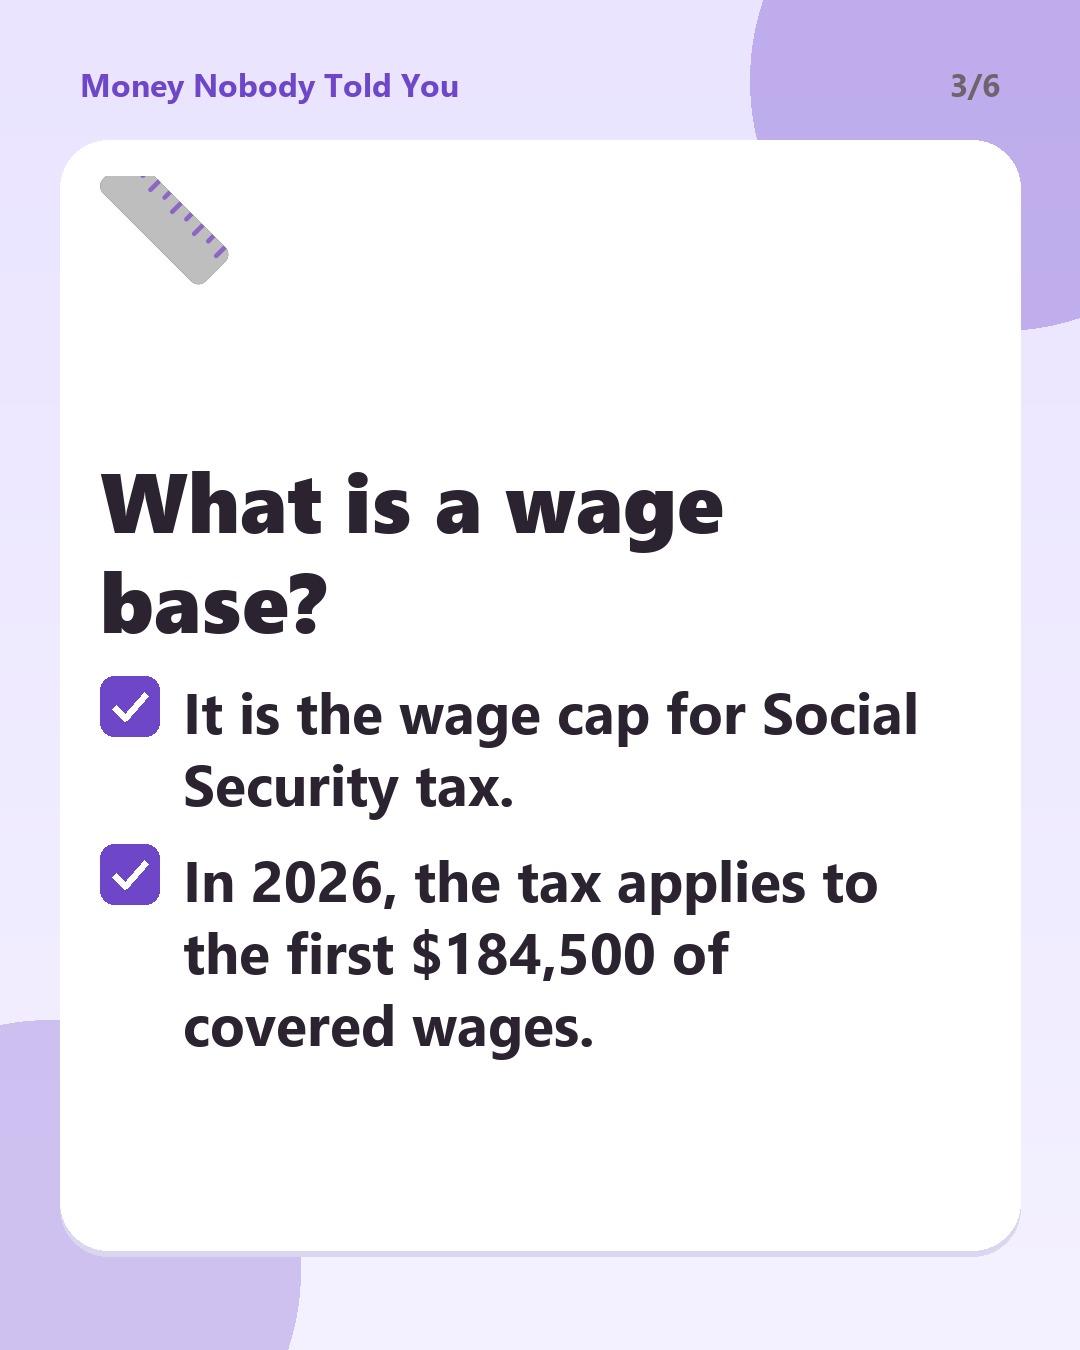 Money Nobody Told You
3/6
What is a wage
base?
It is the wage cap for Social
Security tax.
In 2026, the tax applies to
the first $184,500 of
covered wages.